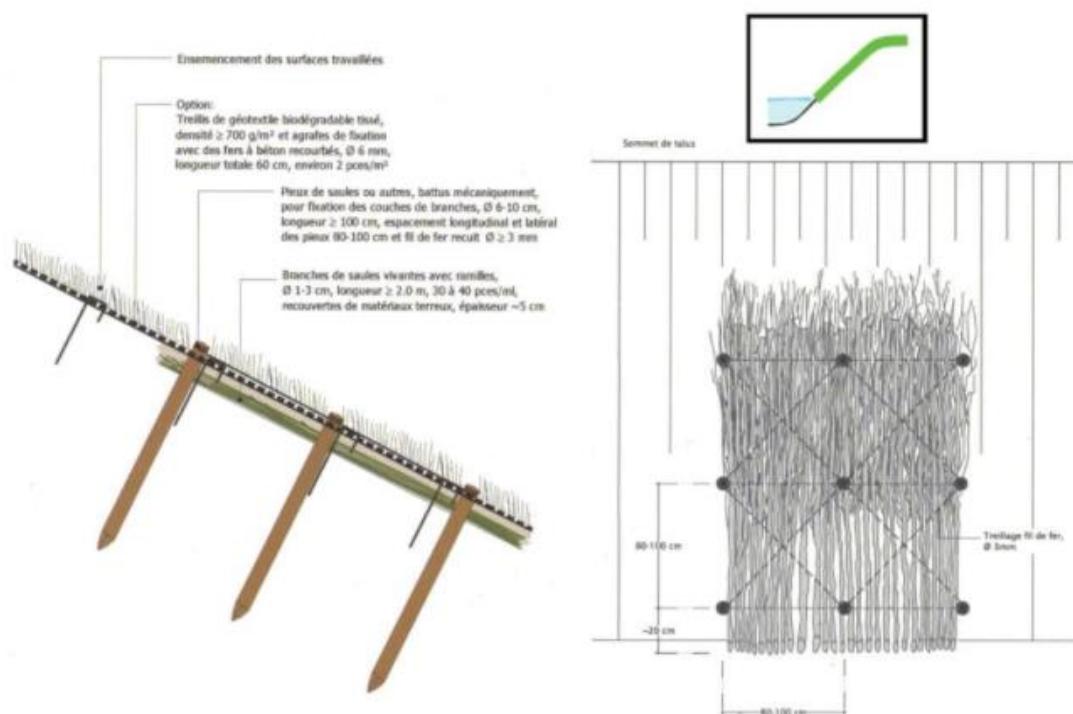 Ensemencement des surfaces travaillées
Option:
Treillis de géotextile biodégradable tissé,
densité ≥ 700 g/m² et agrafes de fixation
avec des fers à béton recourbés, Ø 6 mm,
longueur totale 60 cm, environ 2 pces/m²
Pieux de saules ou autres, battus mécaniquement,
pour fixation des couches de branches, Ø 6-10 cm,
longueur ≥ 100 cm, espacement longitudinal et latéral
des pieux 80-100 cm et fil de fer recuit Ø ≥ 3 mm
Branches de saules vivantes avec ramilles,
Ø 1-3 cm, longueur ≥ 2.0 m, 30 à 40 pces/ml,
recouvertes de matériaux terreux, épaisseur ~5 cm
Sommet de talus
80-100 cm
Treillage fil de fer,
Ø 3mm
~20 cm
80-100 cm